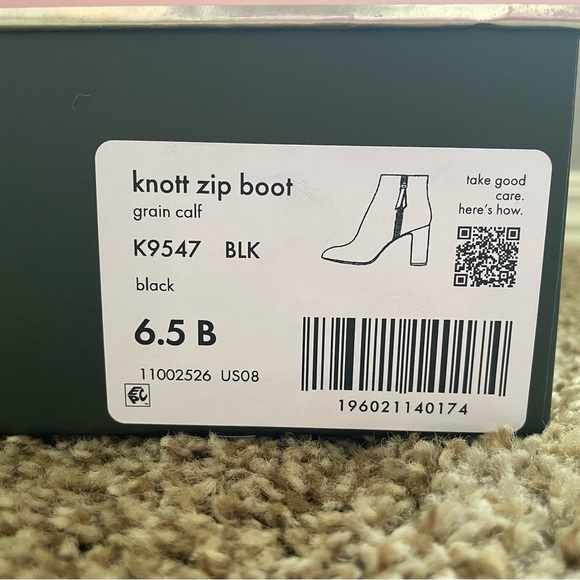 knott zip boot
grain calf
K9547 BLK
black
6.5 B
11002526 US08
take good
care.
here's how.
196021140174